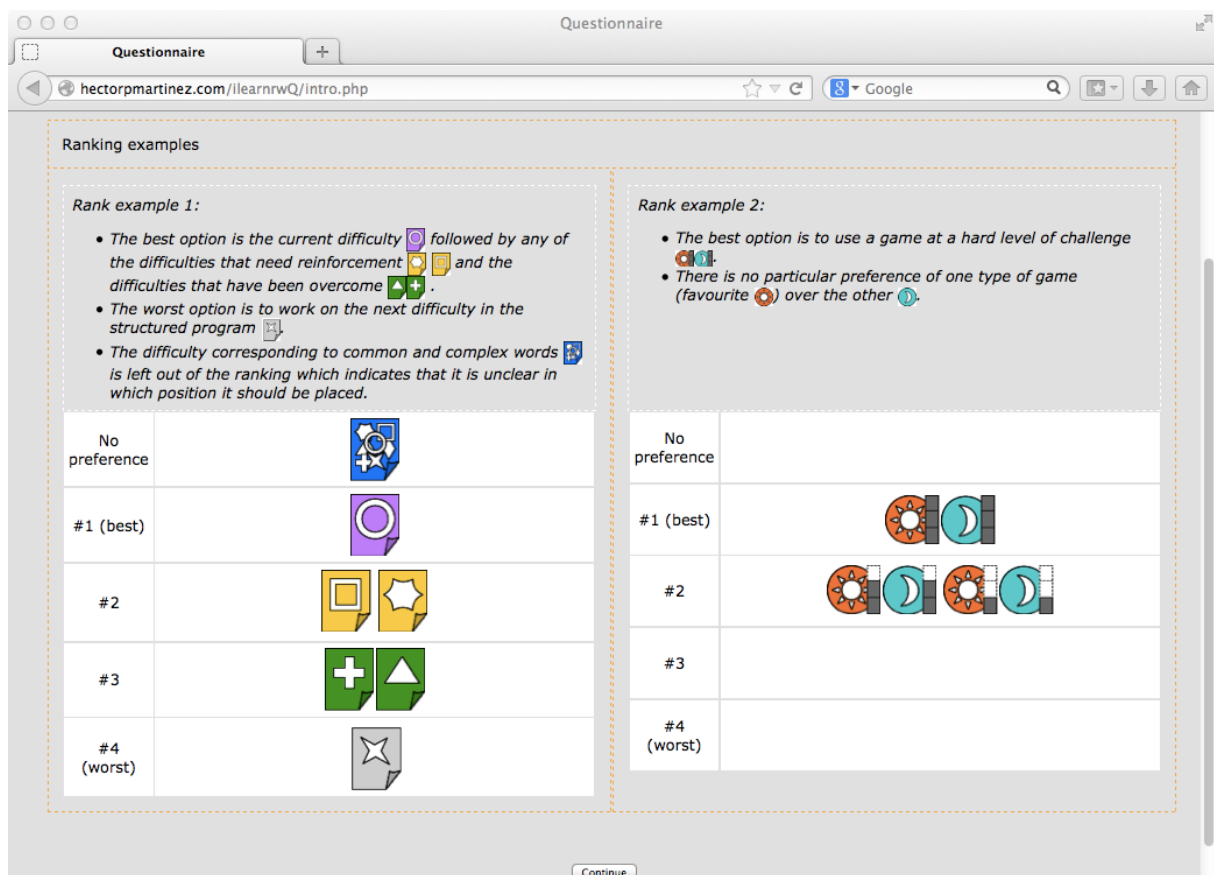 Questionnaire
Questionnaire
hectorpmartinez.com/ilearnrwQ/intro.php
Google
Ranking examples
Rank example 1:
• The best option is the current difficulty followed by any of
the difficulties that need reinforcement and the
difficulties that have been overcome .
• The worst option is to work on the next difficulty in the
structured program .
• The difficulty corresponding to common and complex words
is left out of the ranking which indicates that it is unclear in
which position it should be placed.
No
preference
#1 (best)
#2
#3
#4
(worst)
Rank example 2:
• The best option is to use a game at a hard level of challenge
.
• There is no particular preference of one type of game
(favourite ) over the other .
No
preference
#1 (best)
#2
#3
#4
(worst)
Continue